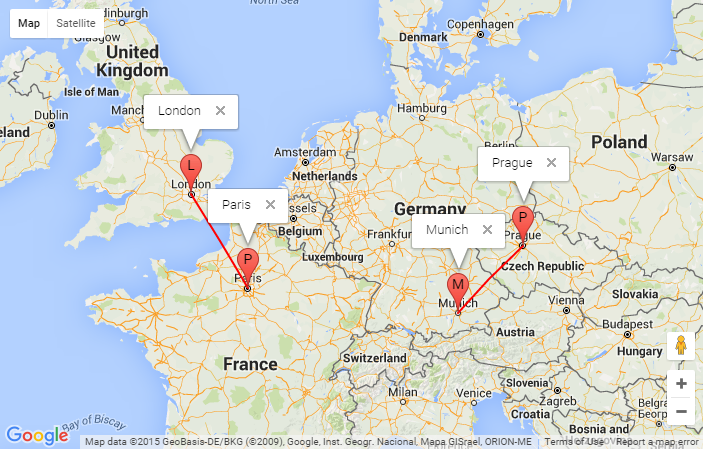 North Sea
Map
Satellite
Edinburgh
Glasgow
United
Kingdom
Isle of Man
Dublin
Ireland
London
L
London
Paris
P
Paris
Amsterdam
Netherlands
Belgium
Luxembourg
France
Bay of Biscay
Denmark
Copenhagen
Hamburg
Berlin
Poland
Warsaw
Germany
Frankfurt
Prague
P
Prague
Munich
M
Munich
Czech Republic
Slovakia
Vienna
Budapest
Austria
Hungary
Switzerland
Slovenia
Zagreb
Croatia
Milan
Venice
Bosnia and
Google
Map data ©2015 GeoBasis-DE/BKG (©2009), Google, Inst. Geogr. Nacional, Mapa GISrael, ORION-ME
Terms of Use
Report a map error